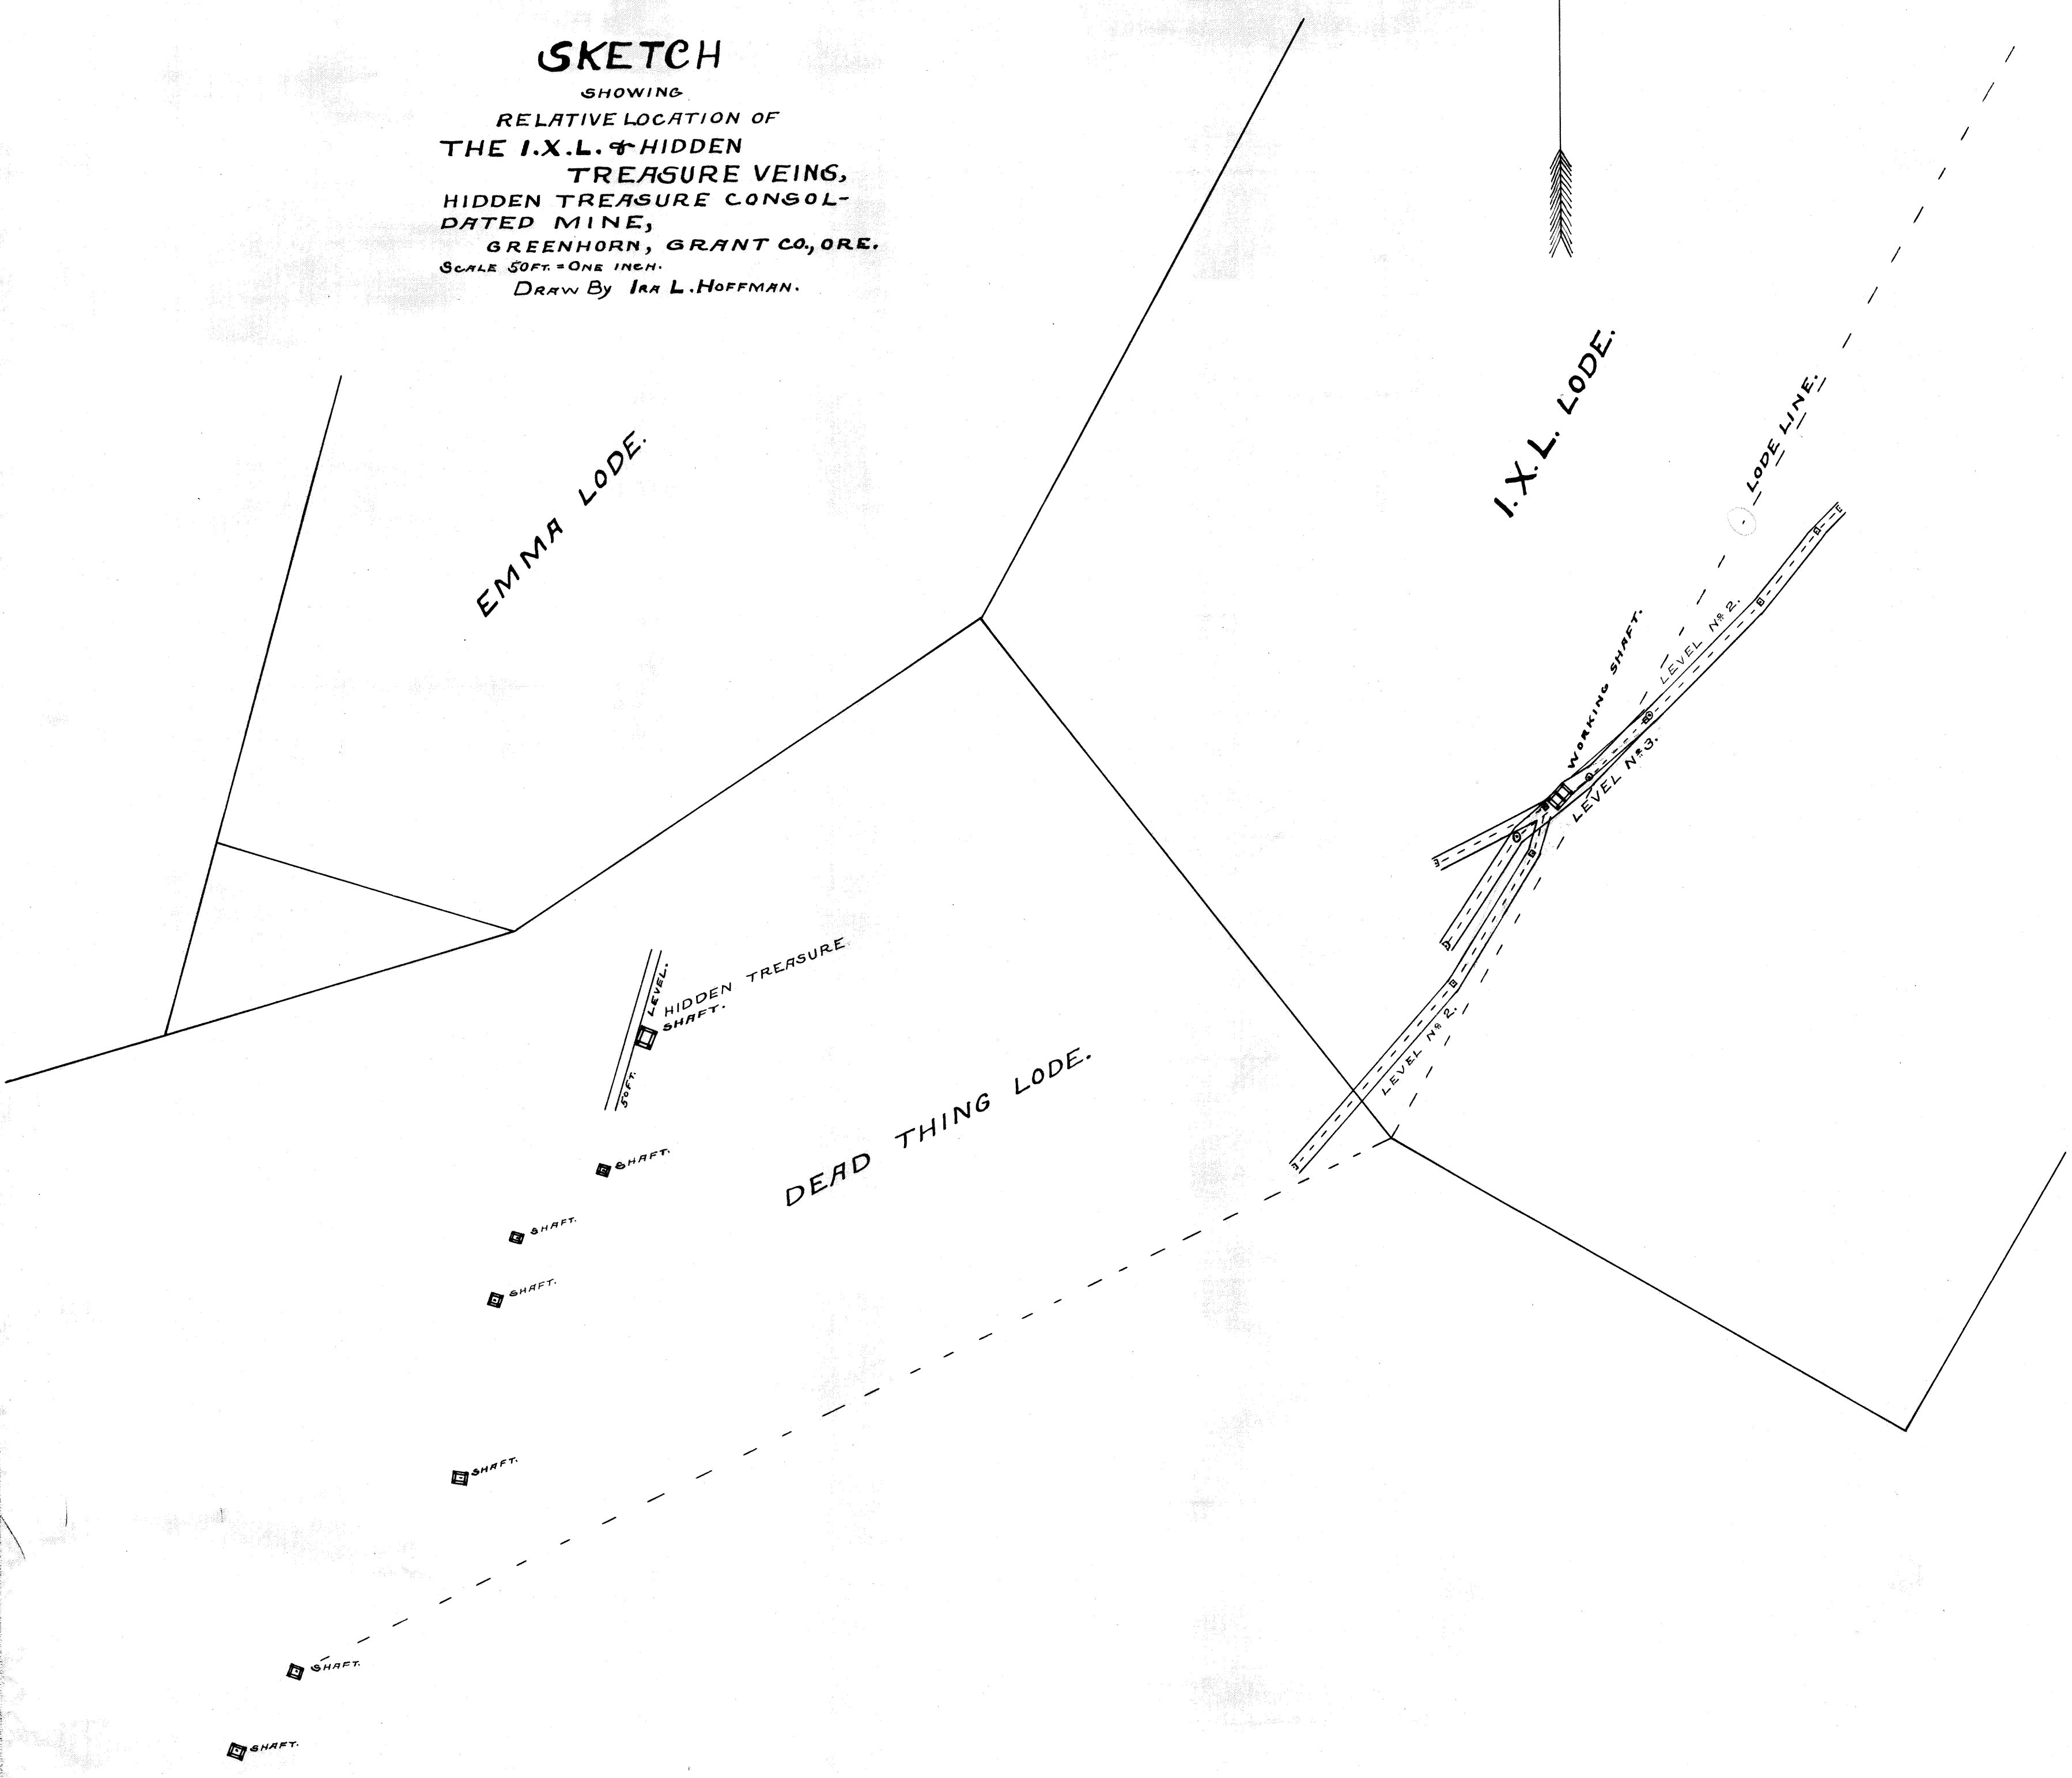 SKETCH
SHOWING
RELATIVE LOCATION OF
THE I.X.L. & HIDDEN
TREASURE VEINS,
HIDDEN TREASURE CONSOL-
DATED MINE,
GREENHORN, GRANT CO., ORE.
SCALE 50FT. = ONE INCH.
DRAW By IRA L. HOFFMAN.
EMMA LODE.
I.X.L. LODE.
LODE LINE.
WORKING SHAFT.
LEVEL No 2.
LEVEL No 3.
LEVEL No 2.
LEVEL.
HIDDEN TREASURE
SHAFT.
50FT.
DEAD THING LODE.
SHAFT.
SHAFT.
SHAFT.
SHAFT.
SHAFT.
SHAFT.